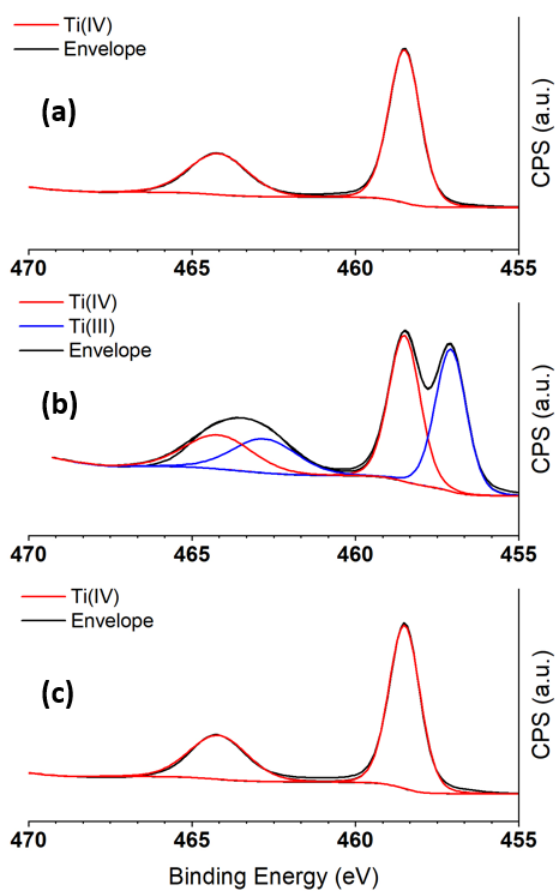 Ti(IV)
Envelope
(a)
CPS (a.u.)
470 465 460 455
Ti(IV)
Ti(III)
Envelope
(b)
CPS (a.u.)
470 465 460 455
Ti(IV)
Envelope
(c)
CPS (a.u.)
470 465 460 455
Binding Energy (eV)